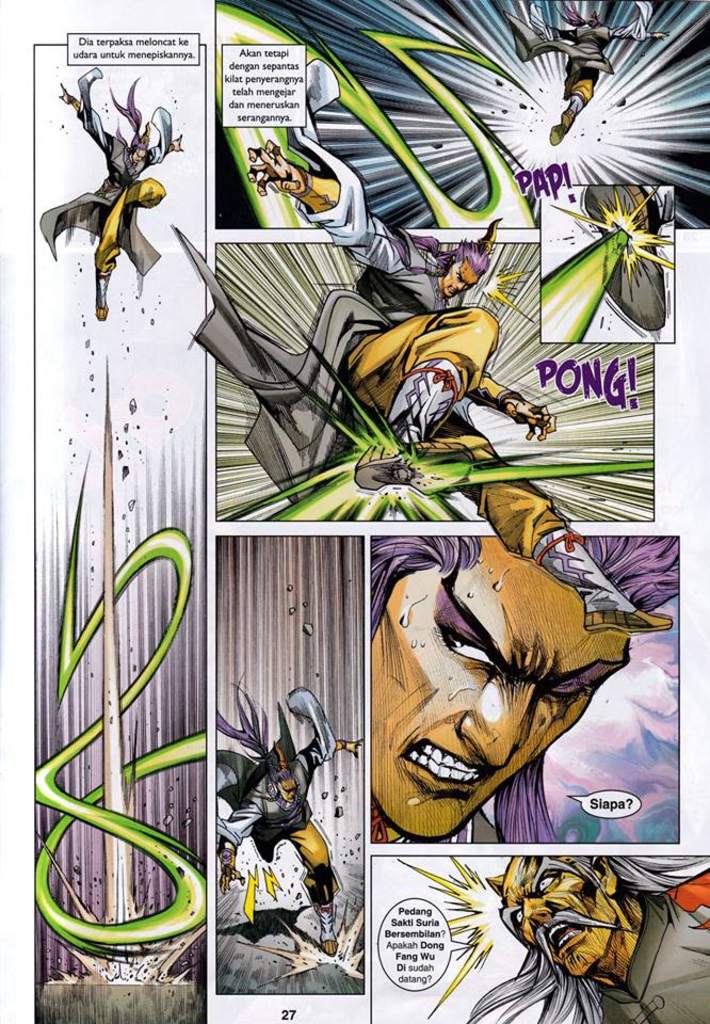 Dia terpaksa meloncat ke
udara untuk menepiskannya.
Akan tetapi
dengan sepantas
kilat penyerangnya
telah mengejar
dan meneruskan
serangannya.
PAP!
PONG!
Siapa?
Pedang
Sakti Suria
Bersembilan?
Apakah Dong
Fang Wu
Di sudah
datang?
27